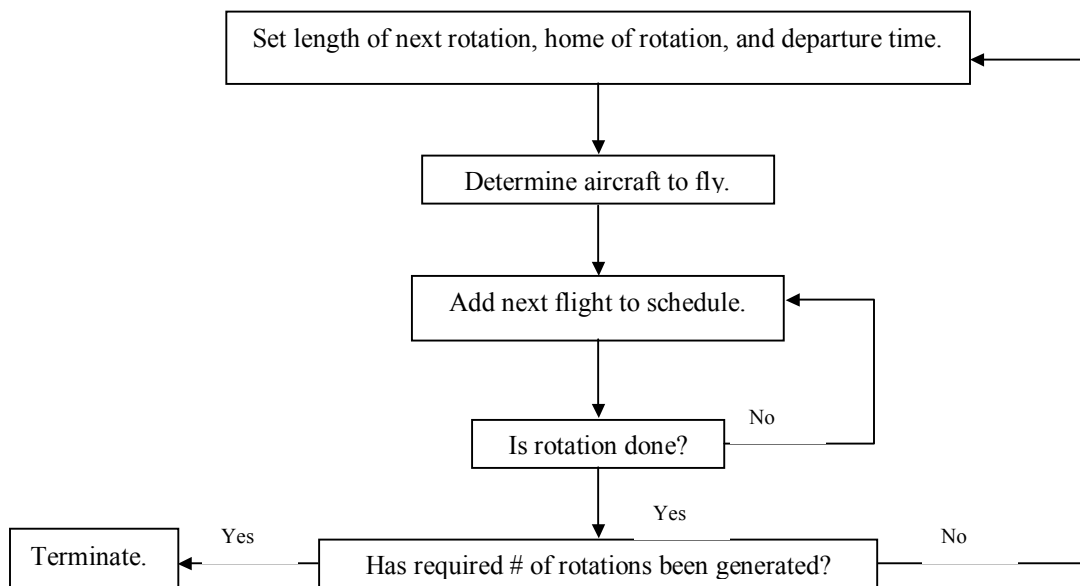 Set length of next rotation, home of rotation, and departure time.
Determine aircraft to fly.
Add next flight to schedule.
No
Is rotation done?
Yes
Yes
No
Terminate.
Has required # of rotations been generated?